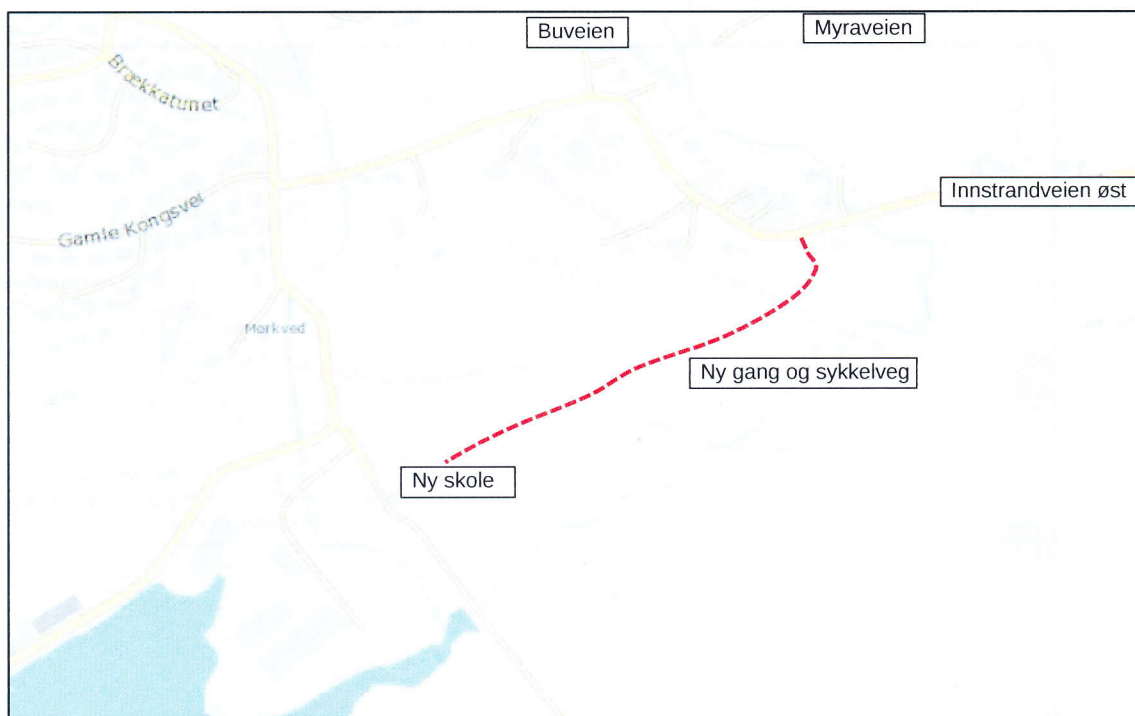 Buveien
Myraveien
Brækkatunet
Innstrandveien øst
Gamle Kongsvei
Mørkved
Ny gang og sykkelveg
Ny skole